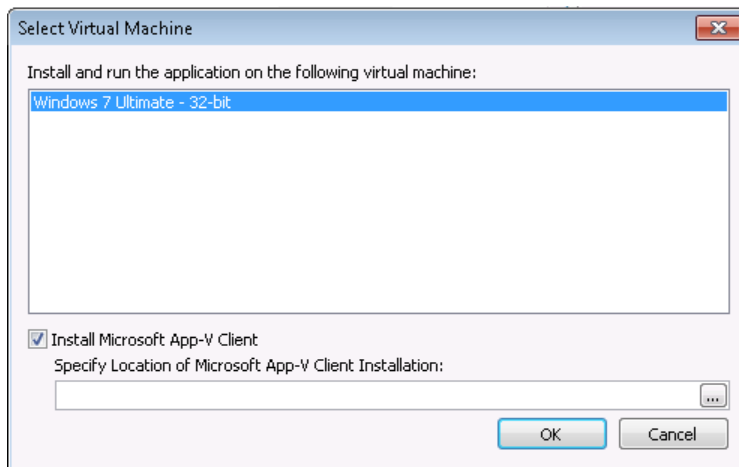 Select Virtual Machine
Install and run the application on the following virtual machine:
Windows 7 Ultimate - 32-bit
Install Microsoft App-V Client
Specify Location of Microsoft App-V Client Installation:
...
OK Cancel